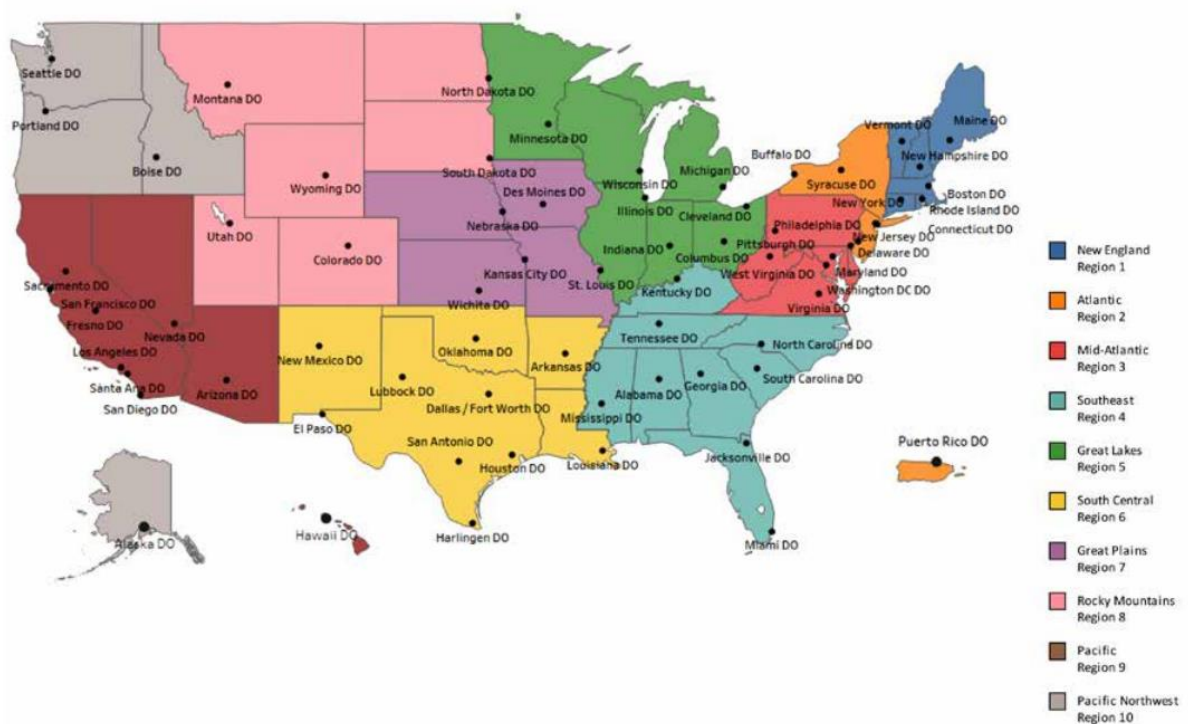 Seattle DO
Portland DO
Boise DO
Montana DO
North Dakota DO
Minnesota DO
Wyoming DO
South Dakota DO
Utah DO
Colorado DO
Des Moines DO
Nebraska DO
Kansas City DO
Wichita DO
St. Louis DO
Wisconsin DO
Illinois DO
Michigan DO
Cleveland DO
Indiana DO
Columbus DO
Kentucky DO
Buffalo DO
Syracuse DO
New York DO
Vermont DO
Maine DO
New Hampshire DO
Boston DO
Rhode Island DO
Connecticut DO
Philadelphia DO
New Jersey DO
Pittsburgh DO
Delaware DO
West Virginia DO
Maryland DO
Washington DC DO
Virginia DO
Sacramento DO
San Francisco DO
Fresno DO
Nevada DO
Los Angeles DO
Santa Ana DO
San Diego DO
Arizona DO
New Mexico DO
Oklahoma DO
Arkansas DO
Lubbock DO
Dallas / Fort Worth DO
El Paso DO
San Antonio DO
Houston DO
Louisiana DO
Harlingen DO
Tennessee DO
North Carolina DO
South Carolina DO
Alabama DO
Georgia DO
Mississippi DO
Jacksonville DO
Miami DO
Puerto Rico DO
Alaska DO
Hawaii DO
New England
Region 1
Atlantic
Region 2
Mid-Atlantic
Region 3
Southeast
Region 4
Great Lakes
Region 5
South Central
Region 6
Great Plains
Region 7
Rocky Mountains
Region 8
Pacific
Region 9
Pacific Northwest
Region 10